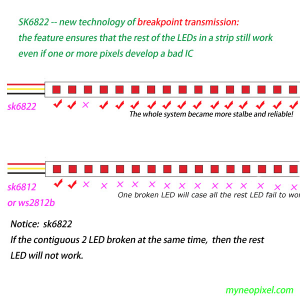 SK6822 -- new technology of breakpoint transmission:
the feature ensures that the rest of the LEDs in a strip still work
even if one or more pixels develop a bad IC
sk6822
The whole system became more stalbe and reliable!
sk6812
or ws2812b
One broken LED will case all the rest LED fail to wor
Notice: sk6822
If the contiguous 2 LED broken at the same time, then the rest
LED will not work.
myneopixel.com